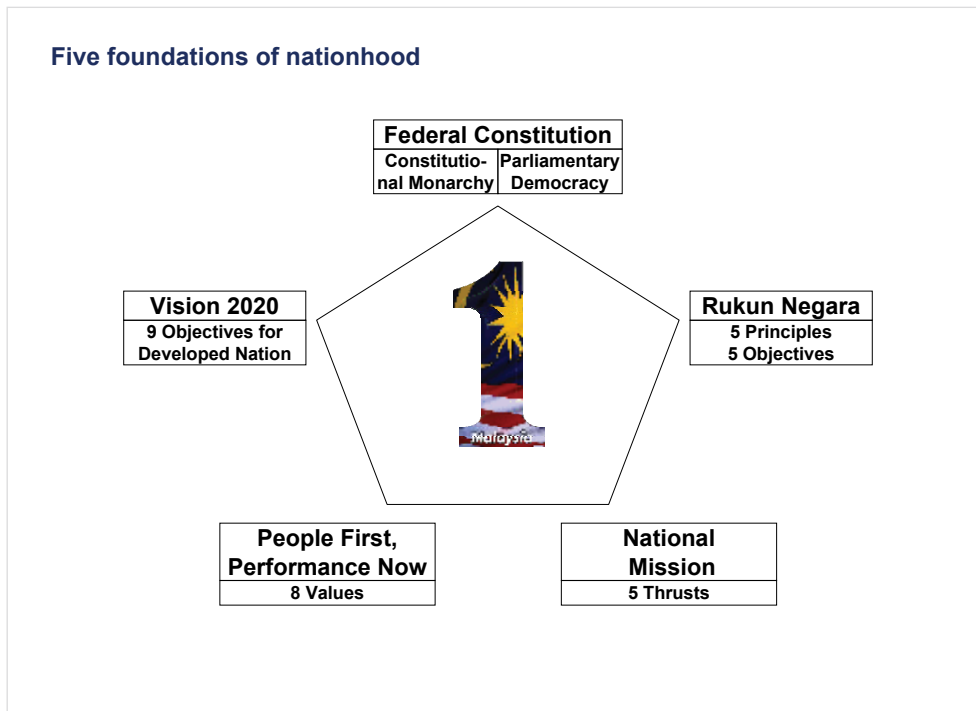 Five foundations of nationhood
Federal Constitution
Constitutio-
nal Monarchy
Parliamentary
Democracy
Vision 2020
9 Objectives for
Developed Nation
Rukun Negara
5 Principles
5 Objectives
1
Malaysia
People First,
Performance Now
8 Values
National
Mission
5 Thrusts